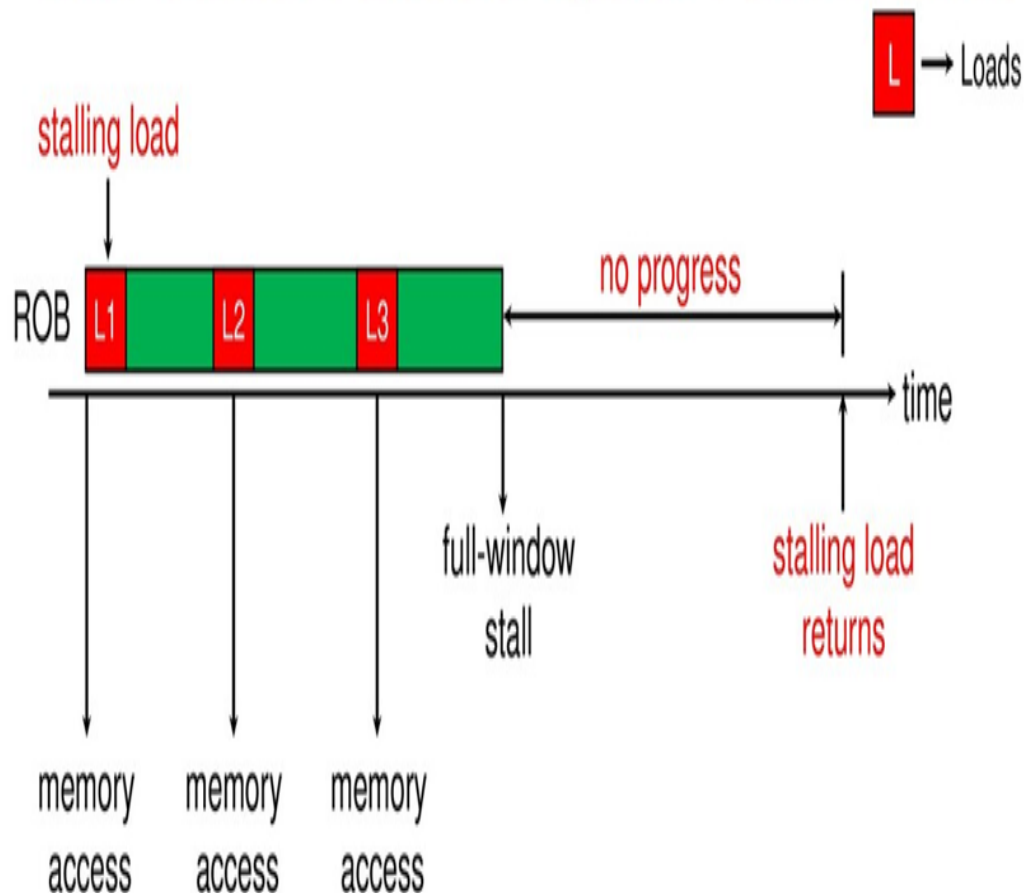 L
Loads
stalling load
ROB
L1
L2
L3
no progress
time
full-window
stall
stalling load
returns
memory
access
memory
access
memory
access